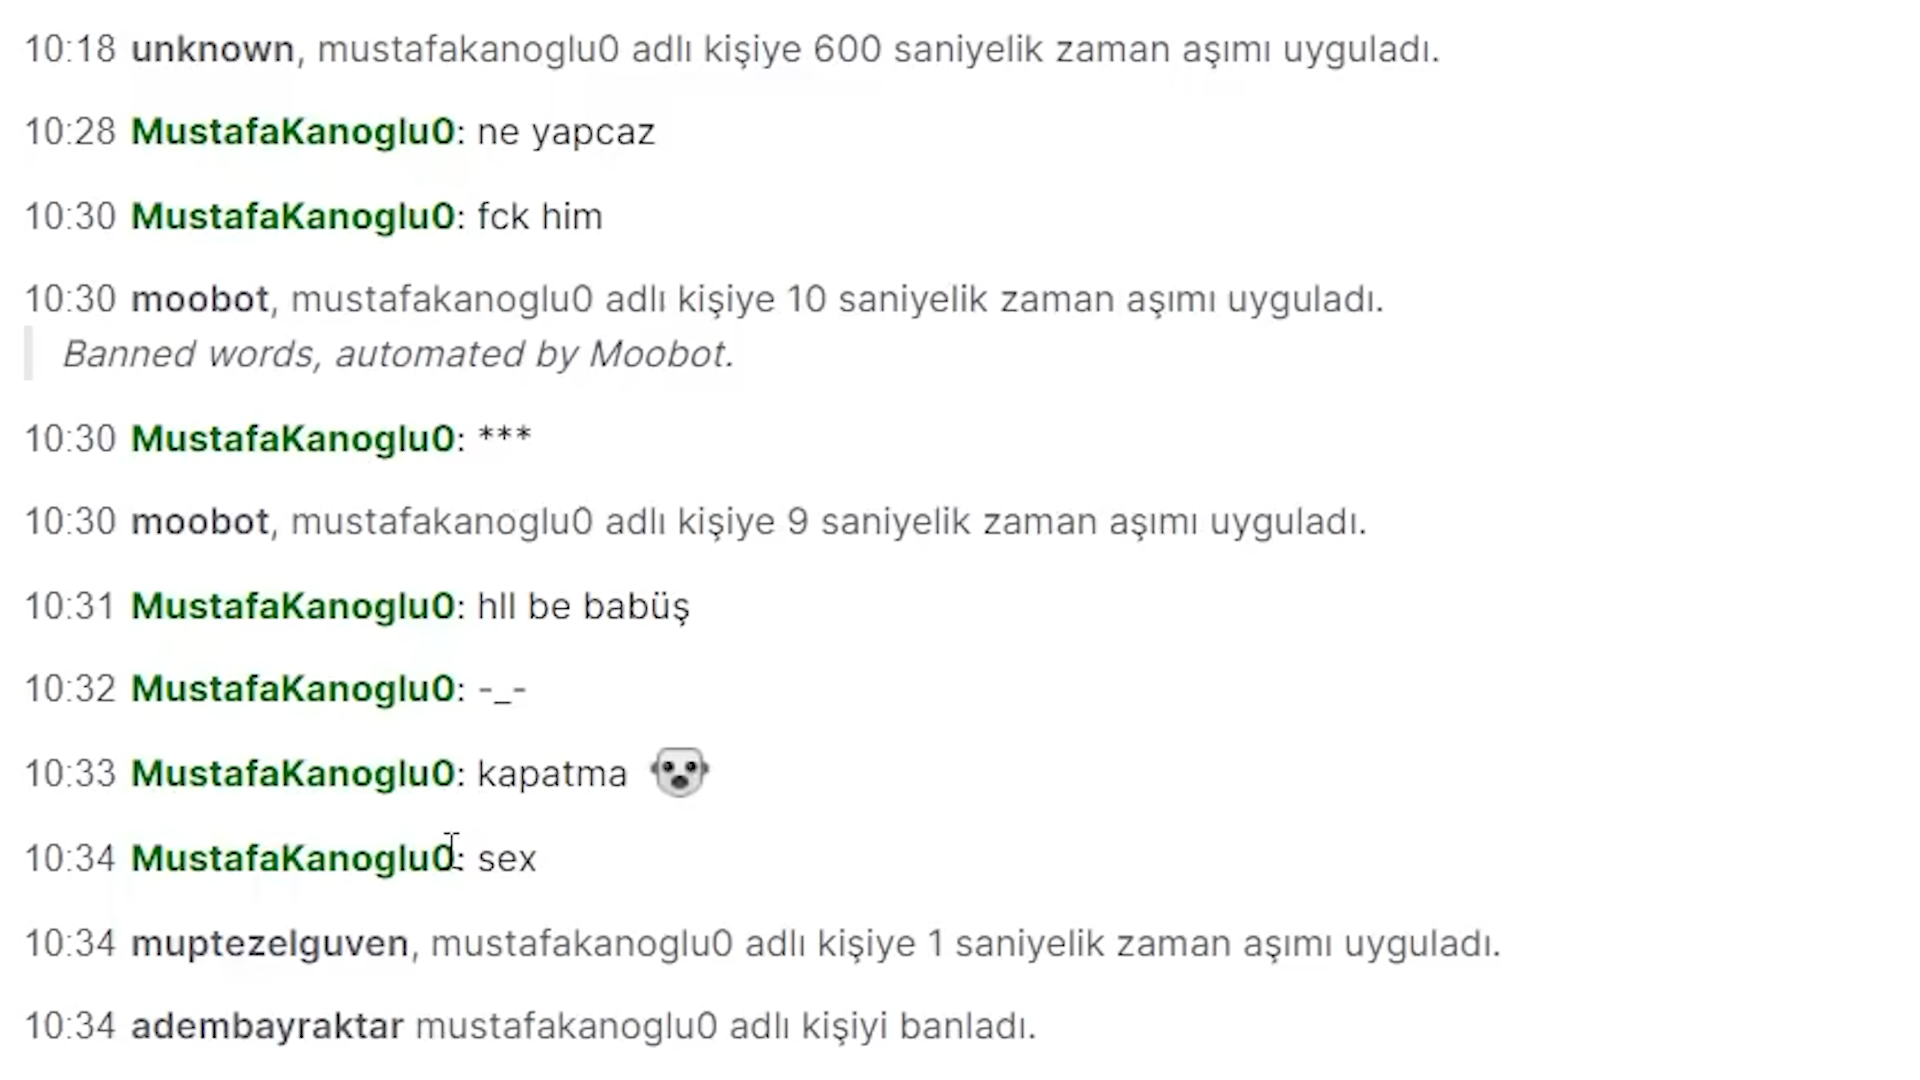 10:18 unknown, mustafakanoglu0 adlı kişiye 600 saniyelik zaman aşımı uyguladı.
10:28 MustafaKanoglu0: ne yapcaz
10:30 MustafaKanoglu0: fck him
10:30 moobot, mustafakanoglu0 adlı kişiye 10 saniyelik zaman aşımı uyguladı.
Banned words, automated by Moobot.
10:30 MustafaKanoglu0: ***
10:30 moobot, mustafakanoglu0 adlı kişiye 9 saniyelik zaman aşımı uyguladı.
10:31 MustafaKanoglu0: hll be babüş
10:32 MustafaKanoglu0: -_-
10:33 MustafaKanoglu0: kapatma
10:34 MustafaKanoglu0: sex
10:34 muptezelguven, mustafakanoglu0 adlı kişiye 1 saniyelik zaman aşımı uyguladı.
10:34 adembayraktar mustafakanoglu0 adlı kişiyi banladı.